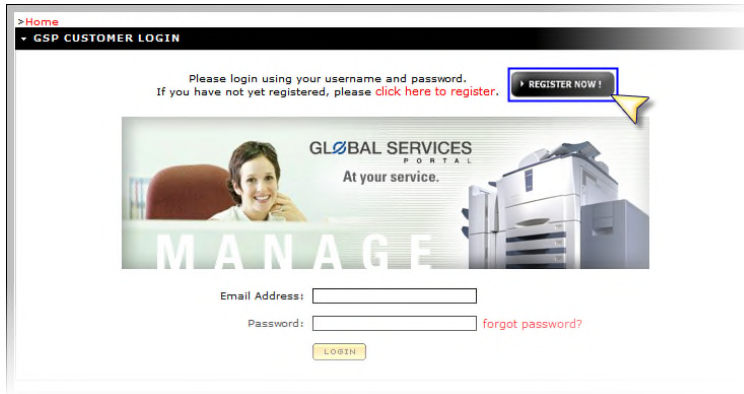 >Home
GSP CUSTOMER LOGIN
Please login using your username and password.
If you have not yet registered, please click here to register.
REGISTER NOW !
GLOBAL SERVICES
PORTAL
At your service.
MANAGE
Email Address:
Password:
forgot password?
LOGIN